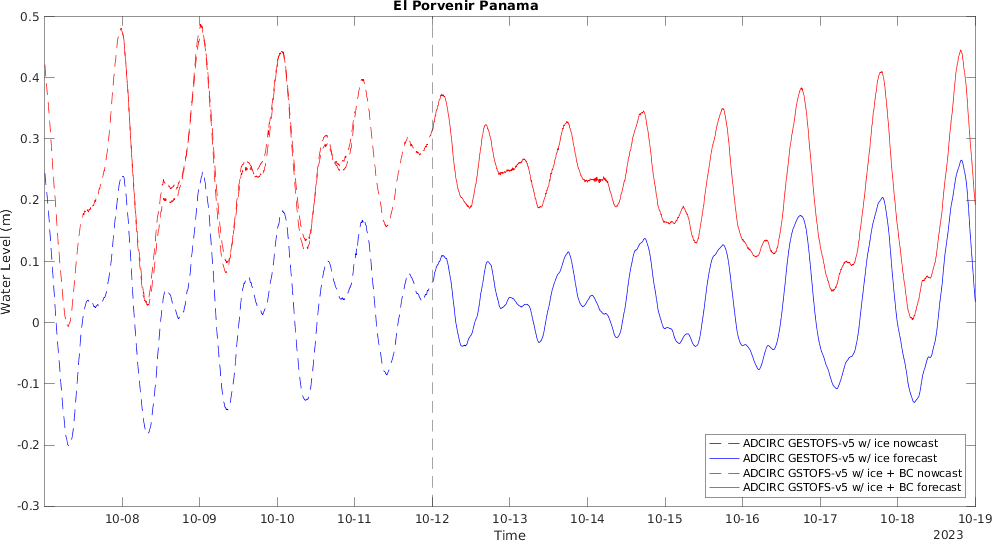 El Porvenir Panama
Water Level (m)
0.5
0.4
0.3
0.2
0.1
0
-0.1
-0.2
-0.3
ADCIRC GESTOFS-v5 w/ ice nowcast
ADCIRC GESTOFS-v5 w/ ice forecast
ADCIRC GSTOFS-v5 w/ ice + BC nowcast
ADCIRC GSTOFS-v5 w/ ice + BC forecast
10-08 10-09 10-10 10-11 10-12 10-13 10-14 10-15 10-16 10-17 10-18 10-19
Time
2023